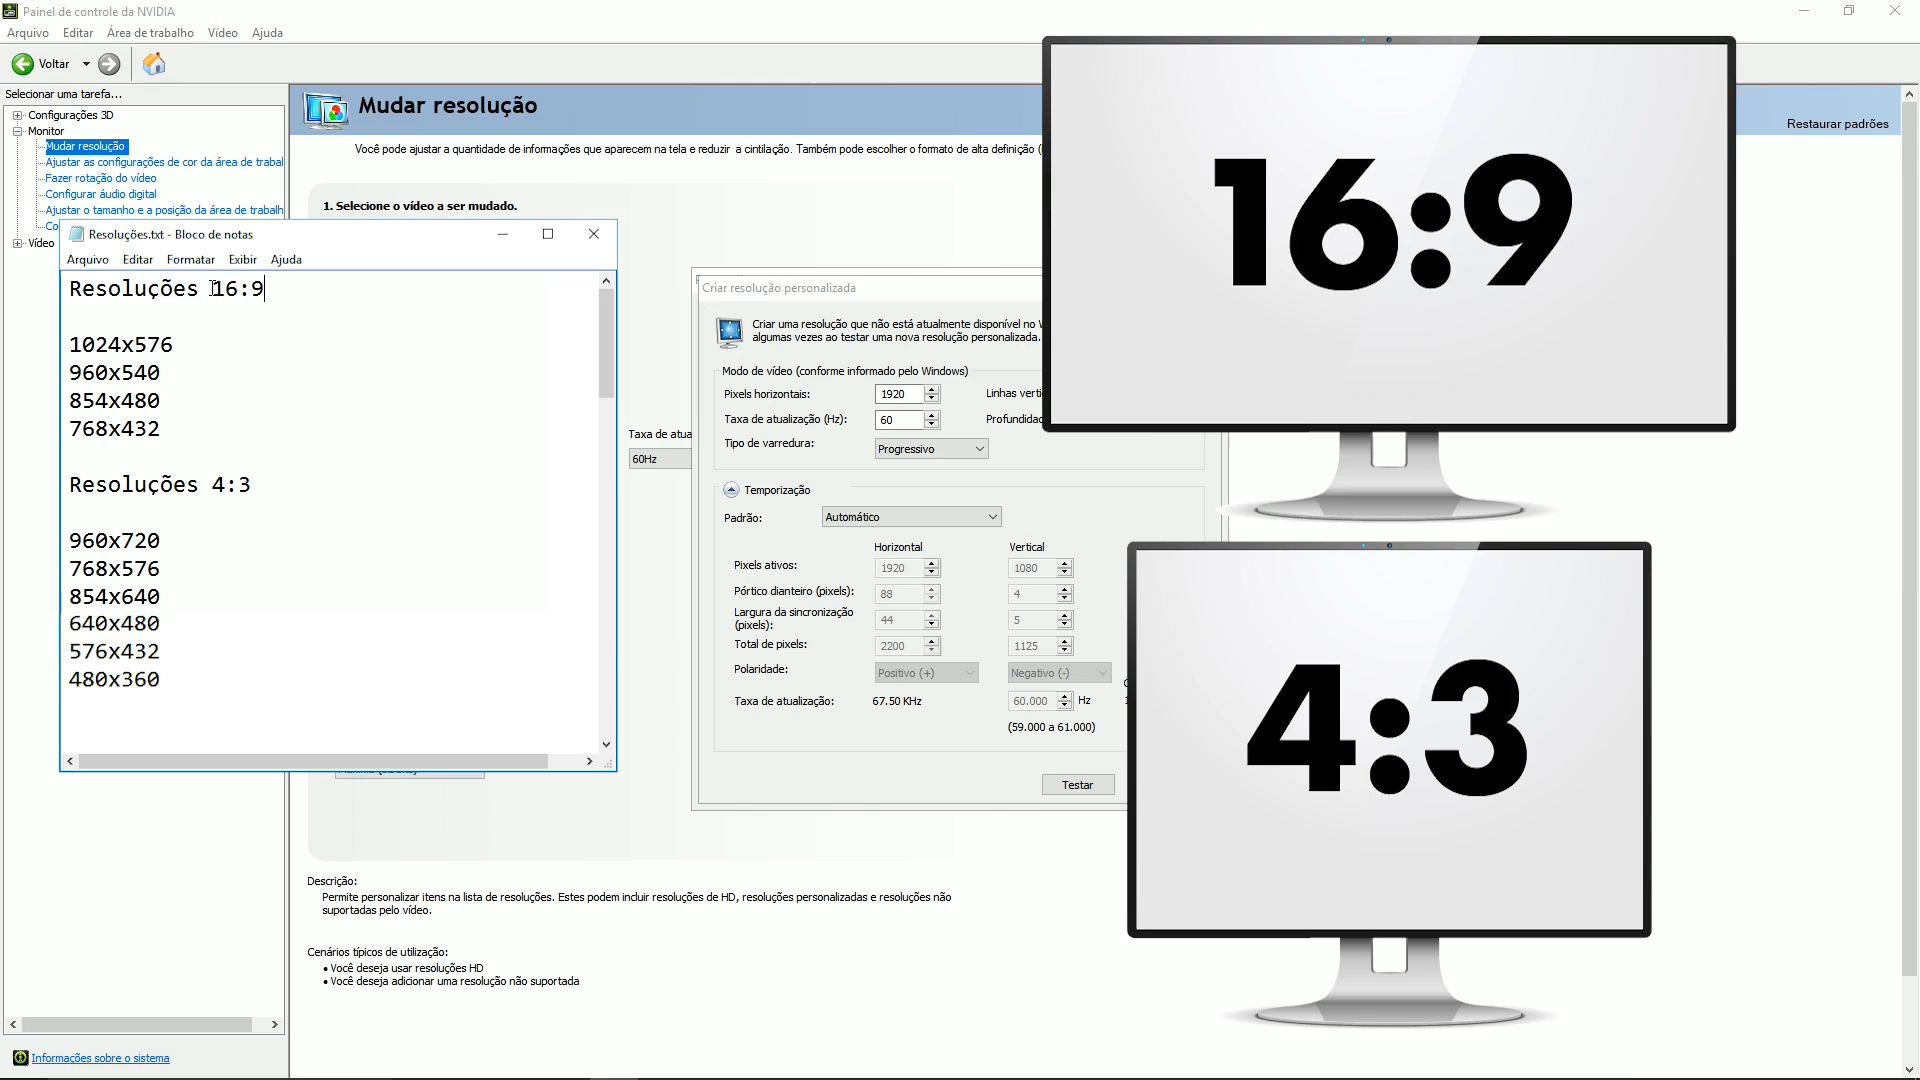 Painel de controle da NVIDIA
Arquivo Editar Área de trabalho Vídeo Ajuda
Voltar
Selecionar uma tarefa...
Configurações 3D
Monitor
Mudar resolução
Ajustar as configurações de cor da área de trabal
Fazer rotação do vídeo
Configurar áudio digital
Ajustar o tamanho e a posição da área de trabalh
Co
Vídeo
Informações sobre o sistema
Mudar resolução
Restaurar padrões
Você pode ajustar a quantidade de informações que aparecem na tela e reduzir a cintilação. Também pode escolher o formato de alta definição (
1. Selecione o vídeo a ser mudado.
Resoluções.txt - Bloco de notas
Arquivo Editar Formatar Exibir Ajuda
Resoluções 16:9
1024x576
960x540
854x480
768x432
Resoluções 4:3
960x720
768x576
854x640
640x480
576x432
480x360
Taxa de atua
60Hz
Criar resolução personalizada
Criar uma resolução que não está atualmente disponível no
algumas vezes ao testar uma nova resolução personalizada.
Modo de vídeo (conforme informado pelo Windows)
Pixels horizontais: 1920 Linhas verti
Taxa de atualização (Hz): 60 Profundidad
Tipo de varredura: Progressivo
Temporização
Padrão: Automático
Horizontal Vertical
Pixels ativos: 1920 1080
Pórtico dianteiro (pixels): 88 4
Largura da sincronização
(pixels): 44 5
Total de pixels: 2200 1125
Polaridade: Positivo (+) Negativo (-)
Taxa de atualização: 67.50 KHz 60.000 Hz
(59.000 a 61.000)
Testar
16:9
4:3
Descrição:
Permite personalizar itens na lista de resoluções. Estes podem incluir resoluções de HD, resoluções personalizadas e resoluções não
suportadas pelo vídeo.
Cenários típicos de utilização:
• Você deseja usar resoluções HD
• Você deseja adicionar uma resolução não suportada